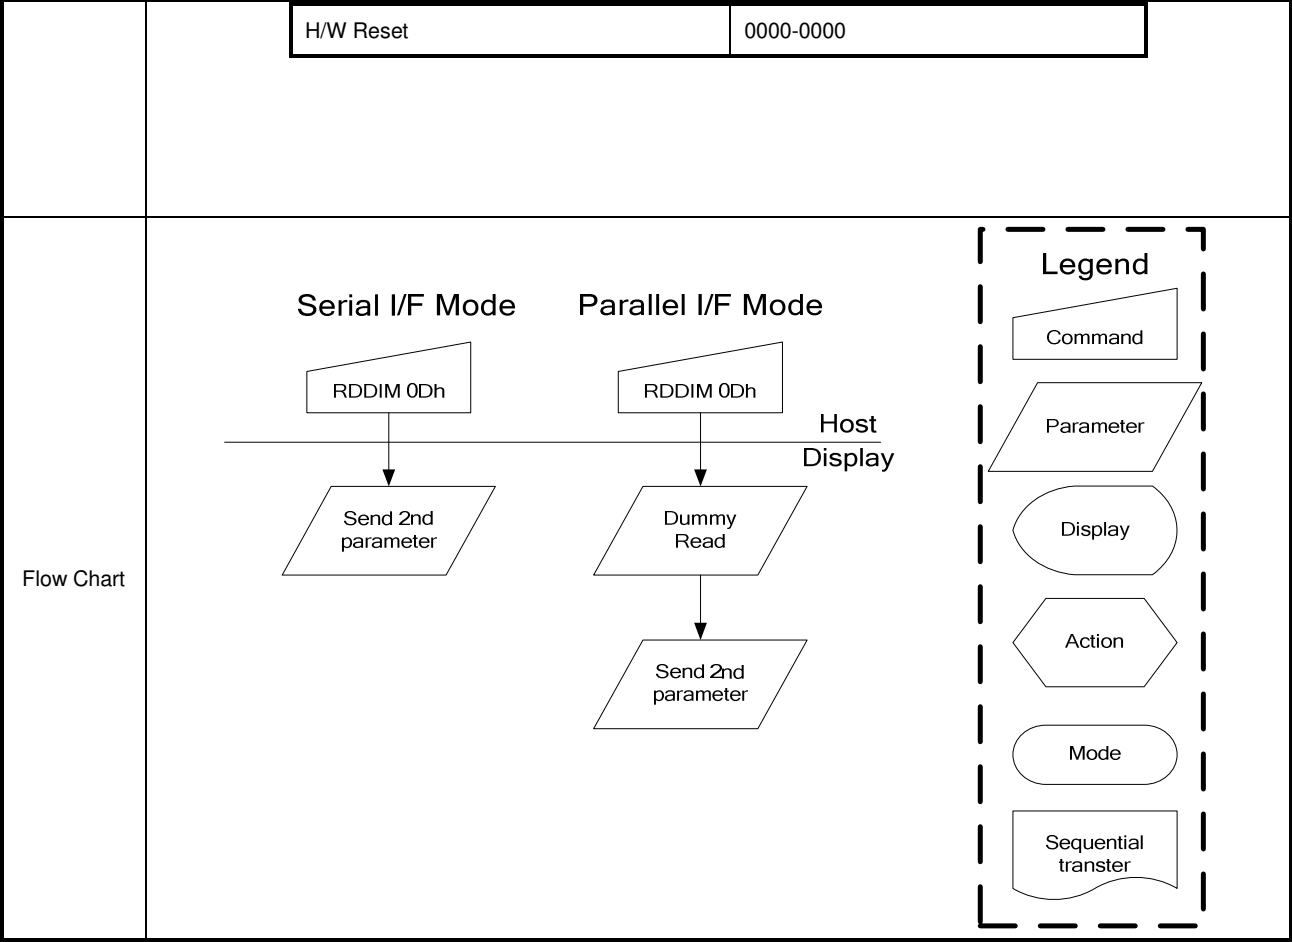 H/W Reset 0000-0000
Flow Chart
Serial I/F Mode
RDDIM 0Dh
Send 2nd
parameter
Parallel I/F Mode
RDDIM 0Dh
Host
Display
Dummy
Read
Send 2nd
parameter
Legend
Command
Parameter
Display
Action
Mode
Sequential
transter